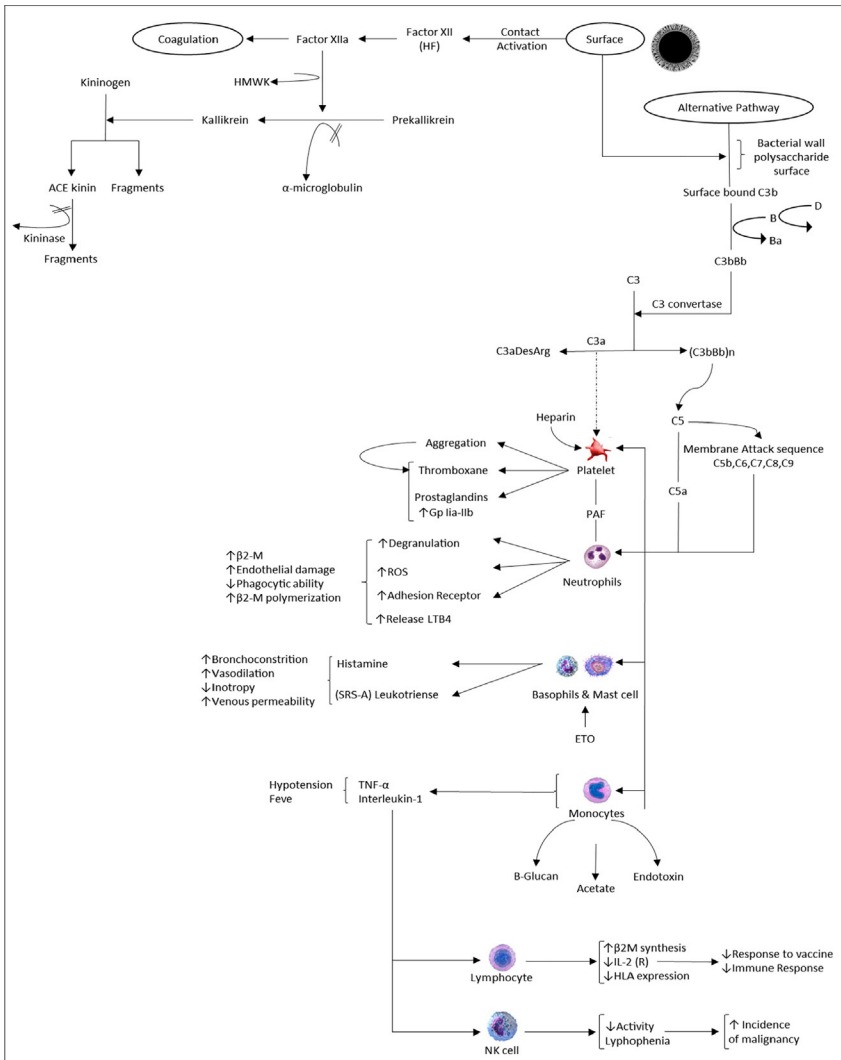 Coagulation
Factor XIIa
Factor XII
(HF)
Contact
Activation
Surface
HMWK
Kininogen
Kallikrein
Prekallikrein
Alternative Pathway
Bacterial wall
polysaccharide
surface
ACE kinin
Fragments
α-microglobulin
Surface bound C3b
Kininase
Fragments
B
D
Ba
C3bBb
C3
C3 convertase
C3a
C3aDesArg
(C3bBb)n
Heparin
C5
Aggregation
Membrane Attack sequence
C5b,C6,C7,C8,C9
Thromboxane
Platelet
C5a
Prostaglandins
↑Gp Iia-IIb
PAF
↑β2-M
↑Endothelial damage
↓Phagocytic ability
↑β2-M polymerization
↑Degranulation
↑ROS
↑Adhesion Receptor
↑Release LTB4
Neutrophils
↑Bronchoconstrition
↑Vasodilation
↓Inotropy
↑Venous permeability
Histamine
(SRS-A) Leukotriense
Basophils & Mast cell
ETO
Hypotension
Feve
TNF-α
Interleukin-1
Monocytes
B-Glucan
Acetate
Endotoxin
Lymphocyte
↑β2M synthesis
↓IL-2 (R)
↓HLA expression
↓Response to vaccine
↓Immune Response
NK cell
↓Activity
Lyphophenia
↑ Incidence
of malignancy